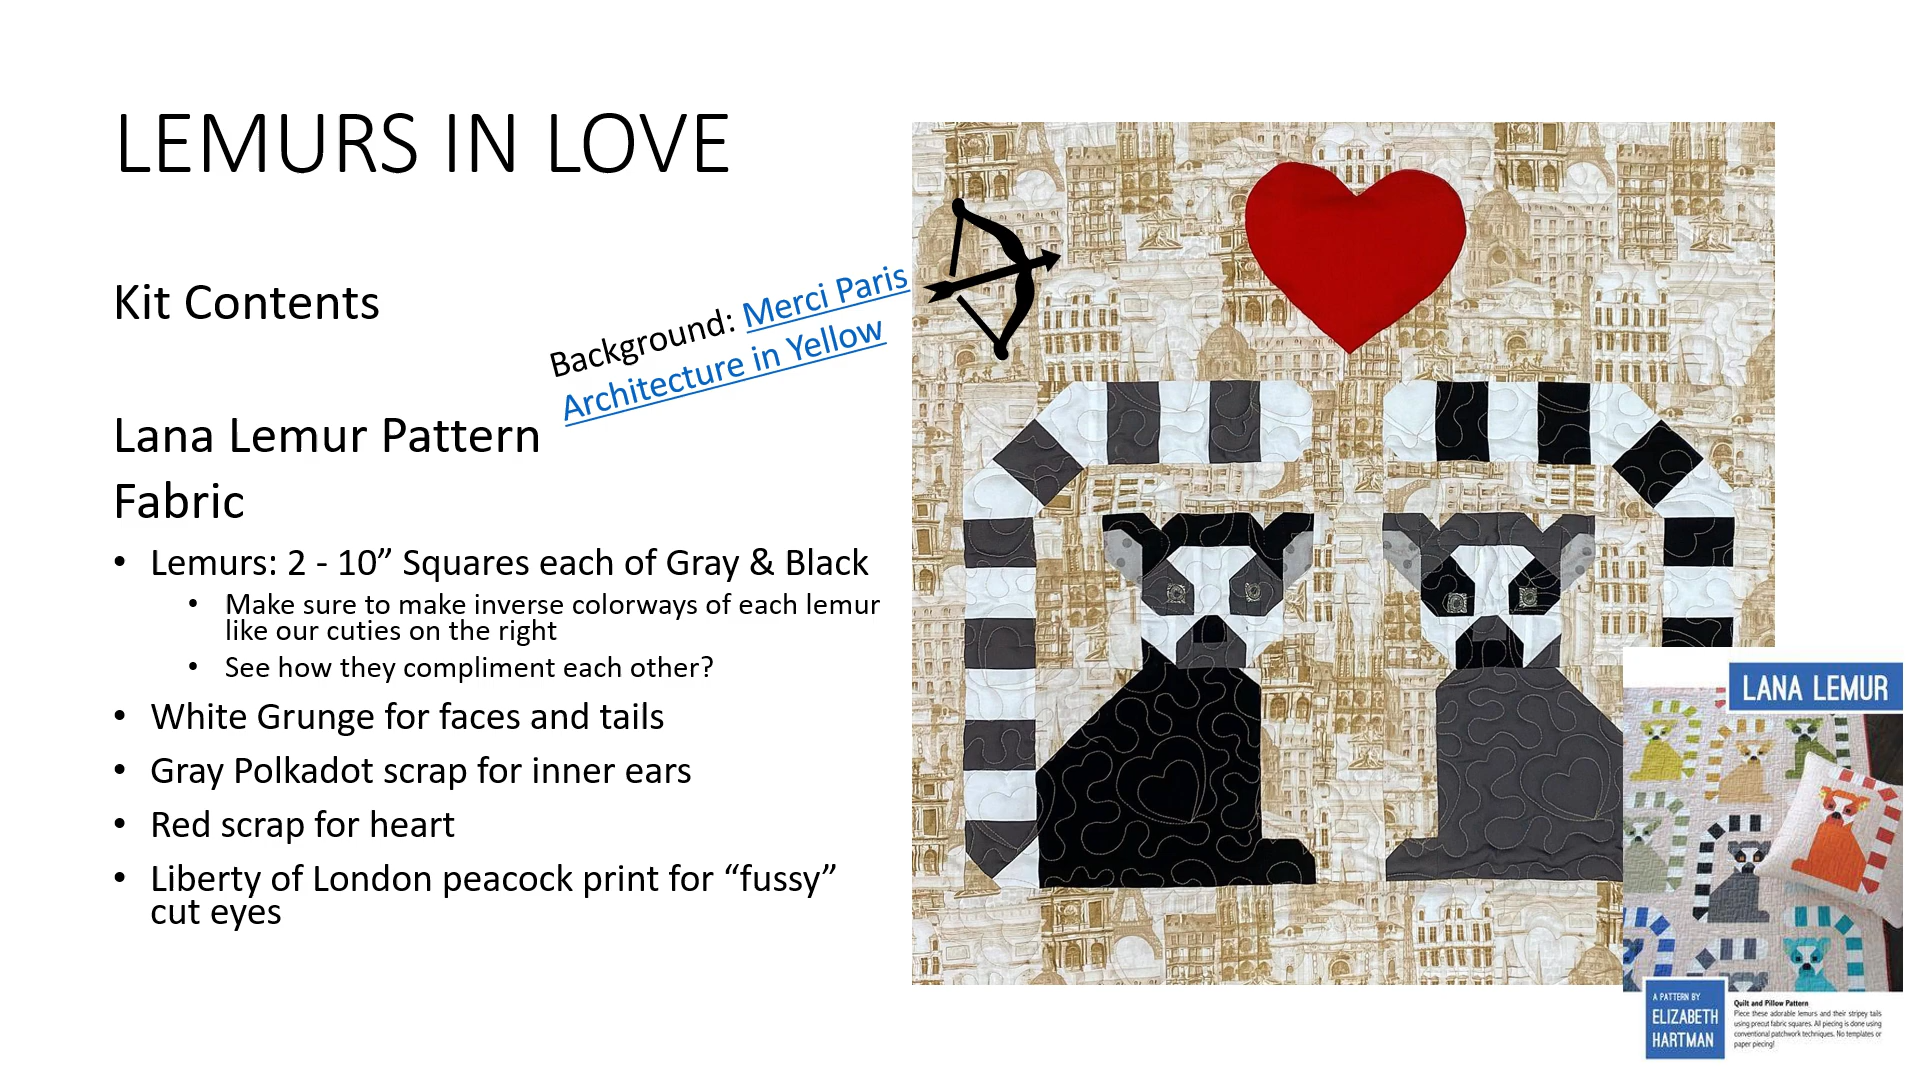 LEMURS IN LOVE
Kit Contents
Background: Merci Paris
Architecture in Yellow
Lana Lemur Pattern
Fabric
• Lemurs: 2 - 10” Squares each of Gray & Black
• Make sure to make inverse colorways of each lemur
like our cuties on the right
• See how they compliment each other?
• White Grunge for faces and tails
• Gray Polkadot scrap for inner ears
• Red scrap for heart
• Liberty of London peacock print for “fussy”
cut eyes
LANA LEMUR
A PATTERN BY
ELIZABETH
HARTMAN
Quilt and Pillow Pattern
Piece these adorable lemurs and their stripey tails
using precut fabric squares. All piecing is done using
conventional patchwork techniques. No templates or
paper piecing!